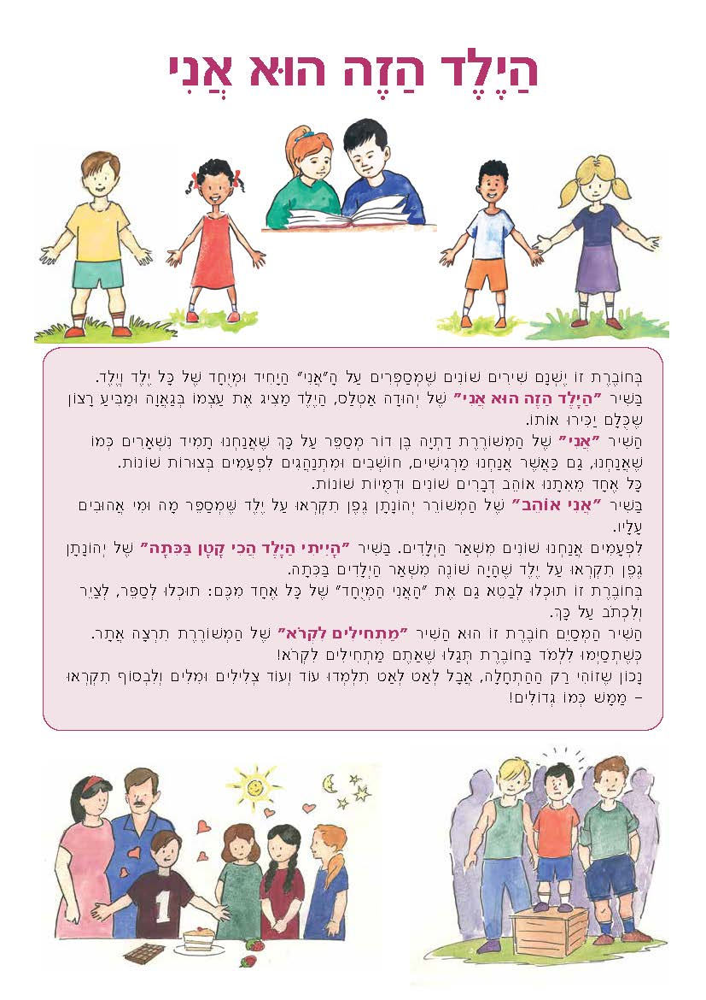 הַיֶּלֶד הַזֶּה הוּא אֲנִי
בְּחוֹבֶרֶת זוֹ יֶשְׁנָם שִׁירִים שׁוֹנִים שֶׁמְּסַפְּרִים עַל הָ"אֲנִי" הַיָּחִיד וּמְיֻחָד שֶׁל כָּל יֶלֶד וְיֶלֶד.
בַּשִּׁיר "הַיֶּלֶד הַזֶּה הוּא אֲנִי" שֶׁל יְהוּדָה אַטְלַס, הַיֶּלֶד מַצִּיג אֶת עַצְמוֹ בְּגַאֲוָה וּמַבִּיעַ רָצוֹן
שֶׁכֻּלָּם יַכִּירוּ אוֹתוֹ.
הַשִּׁיר "אֲנִי" שֶׁל הַמְּשׁוֹרֶרֶת דַּתְיָה בֶּן דּוֹר מְסַפֵּר עַל כָּךְ שֶׁאֲנַחְנוּ תָּמִיד נִשְׁאָרִים כְּמוֹ
שֶׁאֲנַחְנוּ, גַּם כַּאֲשֶׁר אֲנַחְנוּ מַרְגִּישִׁים, חוֹשְׁבִים וּמִתְנַהֲגִים לִפְעָמִים בְּצוּרוֹת שׁוֹנוֹת.
כָּל אֶחָד מֵאִתָּנוּ אוֹהֵב דְּבָרִים שׁוֹנִים וּדְמֻיּוֹת שׁוֹנוֹת.
בַּשִּׁיר "אֲנִי אוֹהֵב" שֶׁל הַמְּשׁוֹרֵר יְהוֹנָתָן גֶּפֶן תִּקְרְאוּ עַל יֶלֶד שֶׁמְּסַפֵּר מָה וּמִי אֲהוּבִים
עָלָיו.
לִפְעָמִים אֲנַחְנוּ שׁוֹנִים מִשְּׁאַר הַיְּלָדִים. בַּשִּׁיר "הָיִיתִי הַיֶּלֶד הֲכִי קָטָן בַּכִּתָּה" שֶׁל יְהוֹנָתָן
גֶּפֶן תִּקְרְאוּ עַל יֶלֶד שֶׁהָיָה שׁוֹנֶה מִשְּׁאַר הַיְּלָדִים בַּכִּתָּה.
בְּחוֹבֶרֶת זוֹ תּוּכְלוּ לְבַטֵּא גַּם אֶת "הָאֲנִי הַמְּיֻחָד" שֶׁל כָּל אֶחָד מִכֶּם: תּוּכְלוּ לְסַפֵּר, לְצַיֵּר
וְלִכְתֹּב עַל כָּךְ.
הַשִּׁיר הַמְּסַיֵּם חוֹבֶרֶת זוֹ הוּא הַשִּׁיר "מַתְחִילִים לִקְרֹא" שֶׁל הַמְּשׁוֹרֶרֶת תִּרְצָה אֲתָר.
כְּשֶׁתְּסַיְּמוּ לִלְמֹד בַּחוֹבֶרֶת תְּגַלּוּ שֶׁאַתֶּם מַתְחִילִים לִקְרֹא!
נָכוֹן שֶׁזּוֹהִי רַק הַהַתְחָלָה, אֲבָל לְאַט לְאַט תִּלְמְדוּ עוֹד וְעוֹד צְלִילִים וּמִלִּים וְלִבְסוֹף תִּקְרְאוּ
– מַמָּשׁ כְּמוֹ גְּדוֹלִים!
1